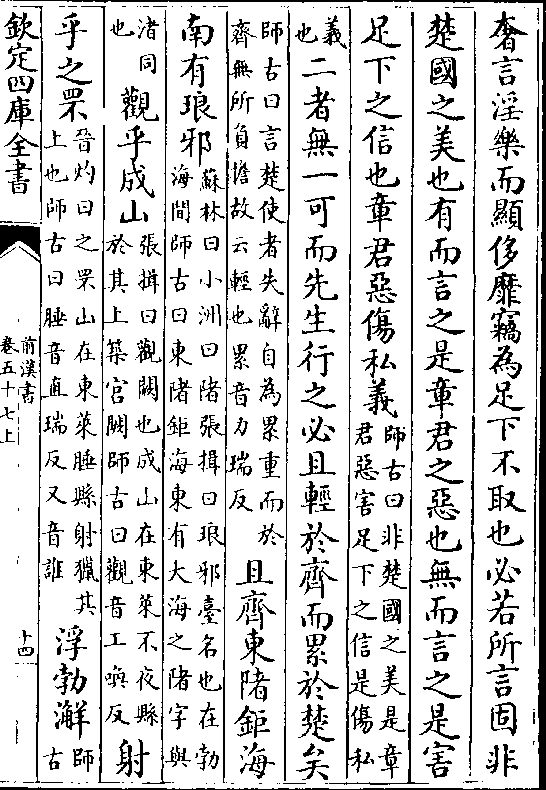 奢言淫樂而顯侈靡竊為足下不取也必若所言固非
楚國之美也有而言之是章君之惡也無而言之是害
足下之信也章君惡傷私義師古曰非楚國之美是章
君惡害足下之信是傷私
義
也二者無一可而先生行之必且輕於齊而累於楚矣
師古曰言楚使者失辭自為累重而於
齊無所負擔故云輕也累音力瑞反且齊東陼鉅海
南有琅邪蘇林曰小洲曰陼張揖曰琅邪臺名也在勃
海間師古曰東陼鉅海東有大海之陼字與
渚同
也觀乎成山張揖曰觀闕也成山在東萊不夜縣
於其上築宮闕師古曰觀音工喚反射
乎之罘晉灼曰之罘山在東萊腄縣射獵其
上也師古曰腄音直瑞反又音誰浮勃澥師
古
欽定四庫全書
前漢書
卷五十七上
十四